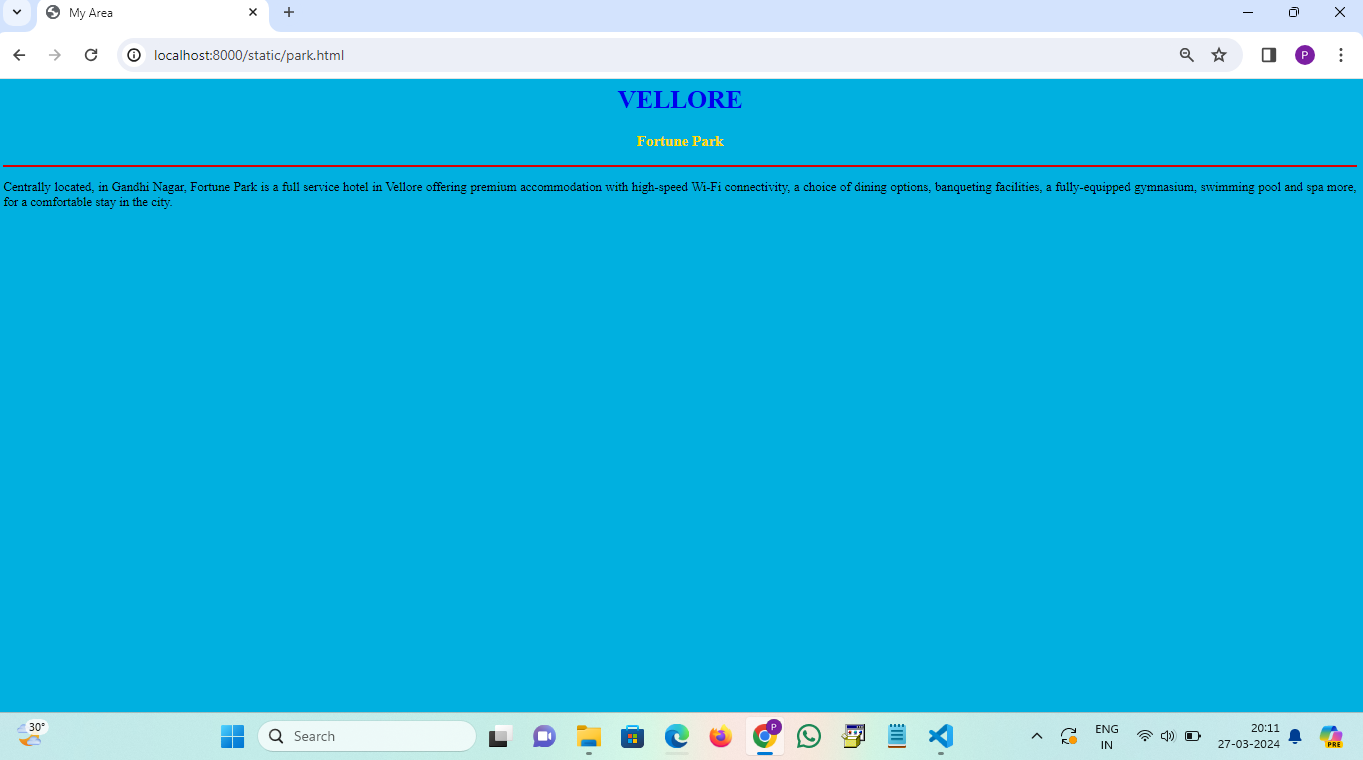 My Area
localhost:8000/static/park.html
P
VELLORE
Fortune Park
Centrally located, in Gandhi Nagar, Fortune Park is a full service hotel in Vellore offering premium accommodation with high-speed Wi-Fi connectivity, a choice of dining options, banqueting facilities, a fully-equipped gymnasium, swimming pool and spa more,
for a comfortable stay in the city.
30°
Search
P
ENG
IN
20:11
27-03-2024
PRE